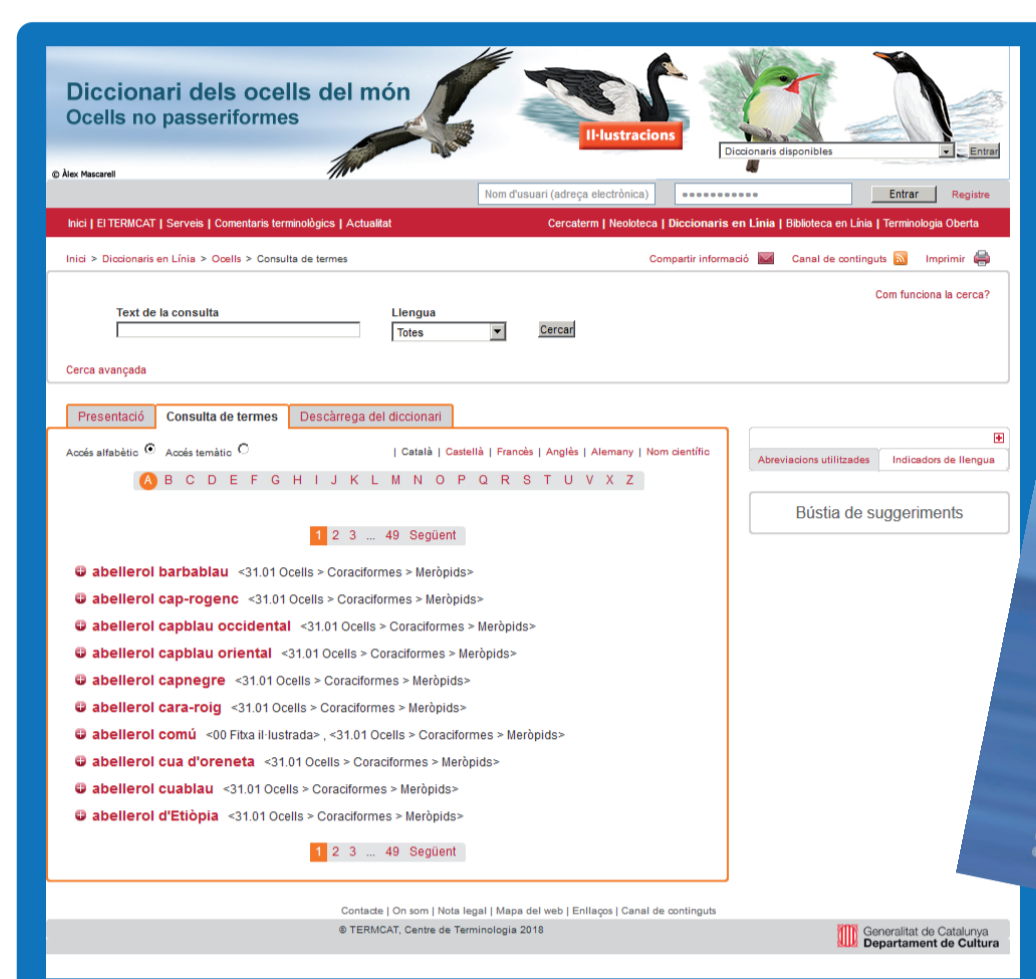 Diccionari dels ocells del món
Ocells no passeriformes
Il·lustracions
Diccionaris disponibles
Entrar
© Àlex Mascarell
Nom d'usuari (adreça electrònica)
Entrar
Registre
Inici | El TERMCAT | Serveis | Comentaris terminològics | Actualitat
Cercaterm | Neoloteca | Diccionaris en Línia | Biblioteca en Línia | Terminologia Oberta
Inici > Diccionaris en Línia > Ocells > Consulta de termes
Compartir informació
Canal de continguts
Imprimir
Com funciona la cerca?
Text de la consulta
Llengua
Totes
Cercar
Cerca avançada
Presentació
Consulta de termes
Descàrrega del diccionari
Accés alfabètic
Accés temàtic
| Català | Castellà | Francès | Anglès | Alemany | Nom científic
A B C D E F G H I J K L M N O P Q R S T U V X Z
1 2 3 ... 49 Següent
abellerol barbablau <31.01 Ocells > Coraciformes > Meròpids>
abellerol cap-rogenc <31.01 Ocells > Coraciformes > Meròpids>
abellerol capblau occidental <31.01 Ocells > Coraciformes > Meròpids>
abellerol capblau oriental <31.01 Ocells > Coraciformes > Meròpids>
abellerol capnegre <31.01 Ocells > Coraciformes > Meròpids>
abellerol cara-roig <31.01 Ocells > Coraciformes > Meròpids>
abellerol comú <00 Fitxa il·lustrada> , <31.01 Ocells > Coraciformes > Meròpids>
abellerol cua d'oreneta <31.01 Ocells > Coraciformes > Meròpids>
abellerol cuablau <31.01 Ocells > Coraciformes > Meròpids>
abellerol d'Etiòpia <31.01 Ocells > Coraciformes > Meròpids>
1 2 3 ... 49 Següent
Abreviacions utilitzades
Indicadors de llengua
Bústia de suggeriments
Contacte | On som | Nota legal | Mapa del web | Enllaços | Canal de continguts
© TERMCAT, Centre de Terminologia 2018
Generalitat de Catalunya
Departament de Cultura